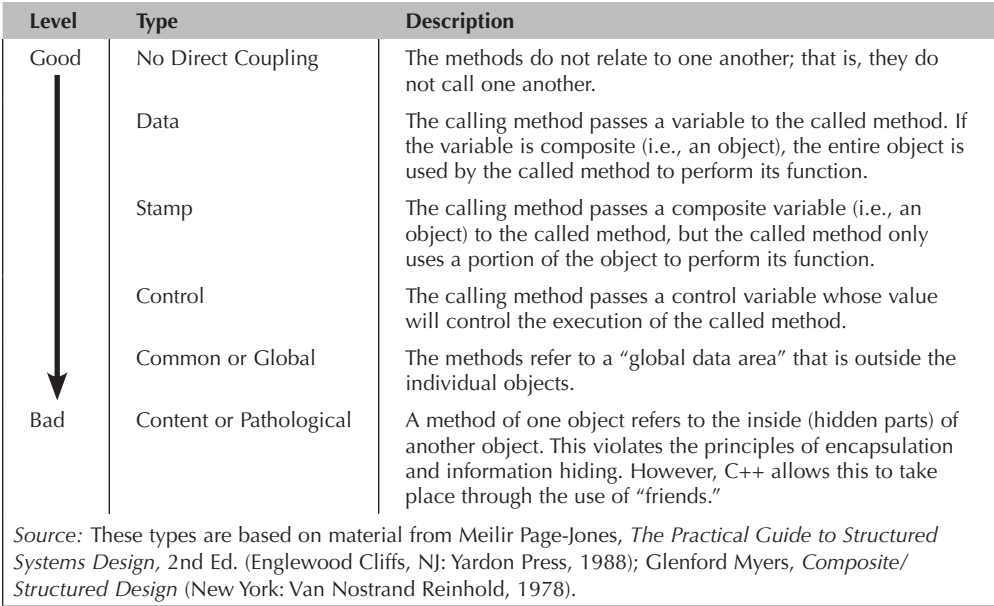 Level Type Description
Good No Direct Coupling The methods do not relate to one another; that is, they do
not call one another.
Data The calling method passes a variable to the called method. If
the variable is composite (i.e., an object), the entire object is
used by the called method to perform its function.
Stamp The calling method passes a composite variable (i.e., an
object) to the called method, but the called method only
uses a portion of the object to perform its function.
Control The calling method passes a control variable whose value
will control the execution of the called method.
Common or Global The methods refer to a “global data area” that is outside the
individual objects.
Bad Content or Pathological A method of one object refers to the inside (hidden parts) of
another object. This violates the principles of encapsulation
and information hiding. However, C++ allows this to take
place through the use of “friends.”
Source: These types are based on material from Meilir Page-Jones, The Practical Guide to Structured
Systems Design, 2nd Ed. (Englewood Cliffs, NJ: Yardon Press, 1988); Glenford Myers, Composite/
Structured Design (New York: Van Nostrand Reinhold, 1978).